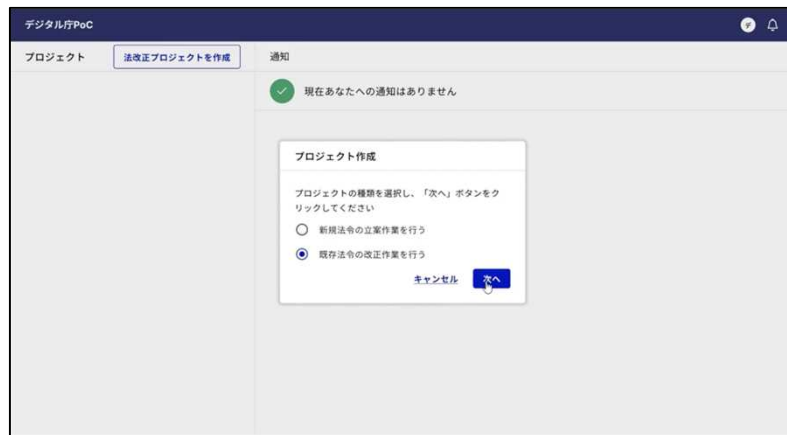 デジタル庁PoC
プロジェクト
法改正プロジェクトを作成
通知
現在あなたへの通知はありません
プロジェクト作成
プロジェクトの種類を選択し、「次へ」ボタンをク
リックしてください
新規法令の立案作業を行う
既存法令の改正作業を行う
キャンセル
次へ